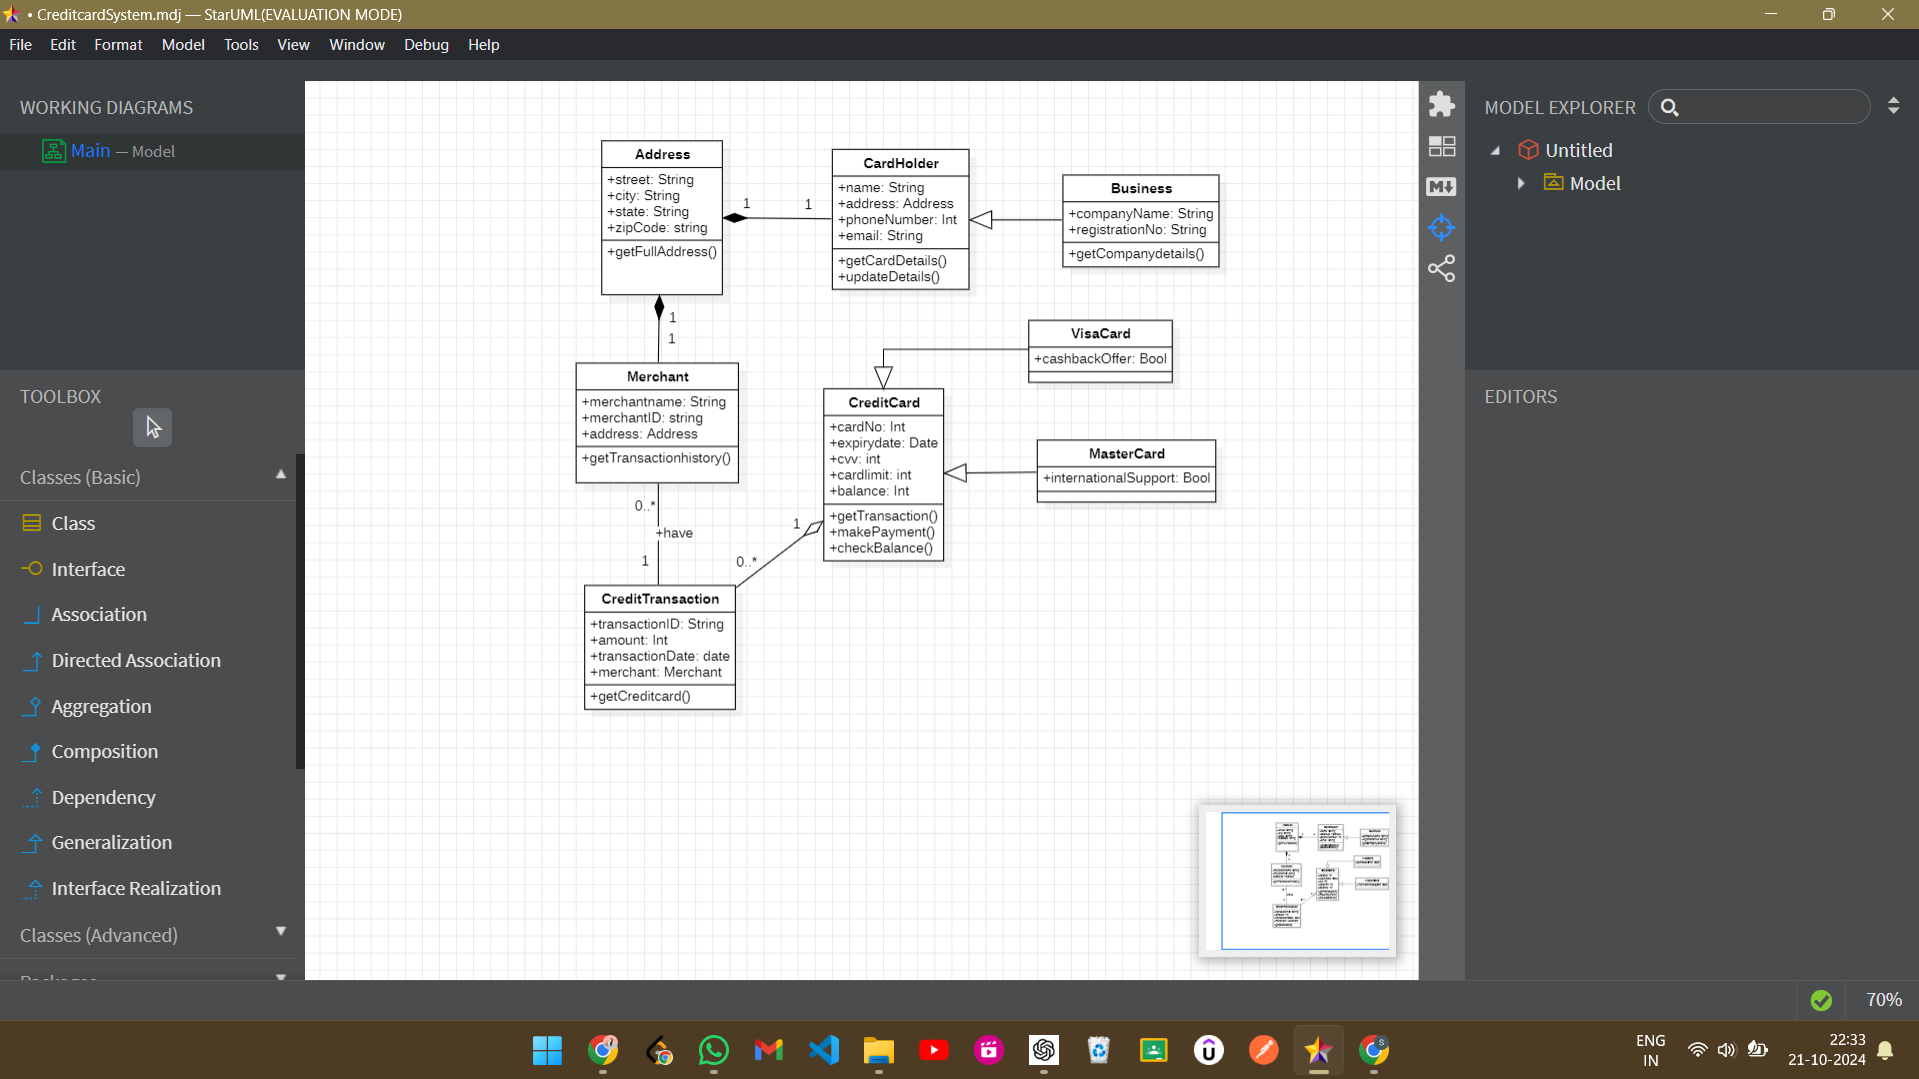 • CreditcardSystem.mdj — StarUML(EVALUATION MODE)
File Edit Format Model Tools View Window Debug Help
WORKING DIAGRAMS
Main — Model
TOOLBOX
Classes (Basic)
Class
Interface
Association
Directed Association
Aggregation
Composition
Dependency
Generalization
Interface Realization
Classes (Advanced)
Address
+street: String
+city: String
+state: String
+zipCode: string
+getFullAddress()
1
1
CardHolder
+name: String
+address: Address
+phoneNumber: Int
+email: String
+getCardDetails()
+updateDetails()
Business
+companyName: String
+registrationNo: String
+getCompanydetails()
1
1
Merchant
+merchantname: String
+merchantID: string
+address: Address
+getTransactionhistory()
0..*
+have
1
CreditTransaction
+transactionID: String
+amount: Int
+transactionDate: date
+merchant: Merchant
+getCreditcard()
1
0..*
CreditCard
+cardNo: Int
+expirydate: Date
+cvv: int
+cardlimit: int
+balance: Int
+getTransaction()
+makePayment()
+checkBalance()
VisaCard
+cashbackOffer: Bool
MasterCard
+internationalSupport: Bool
MODEL EXPLORER
Untitled
Model
EDITORS
70%
ENG
IN
22:33
21-10-2024